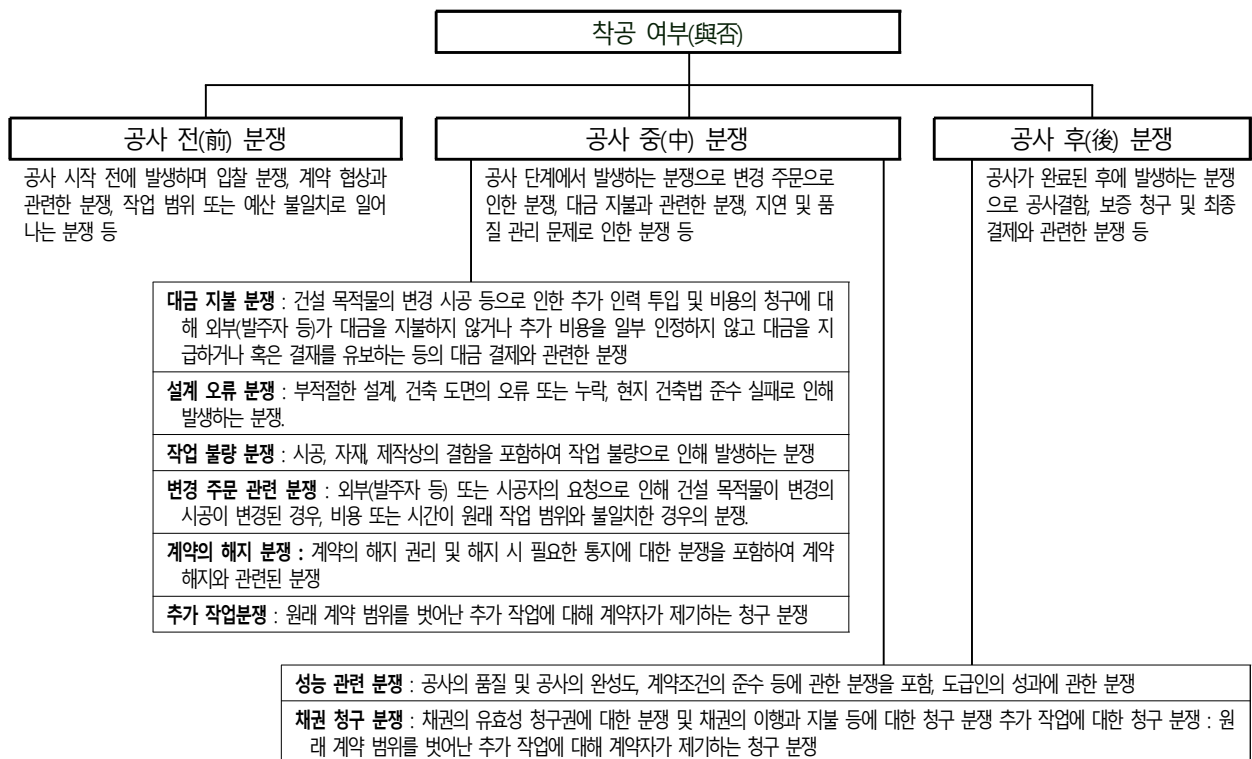 착공 여부(與否)
공사 전(前) 분쟁
공사 시작 전에 발생하며 입찰 분쟁, 계약 협상과
관련한 분쟁, 작업 범위 또는 예산 불일치로 일어
나는 분쟁 등
공사 중(中) 분쟁
공사 단계에서 발생하는 분쟁으로 변경 주문으로
인한 분쟁, 대금 지불과 관련한 분쟁, 지연 및 품
질 관리 문제로 인한 분쟁 등
공사 후(後) 분쟁
공사가 완료된 후에 발생하는 분쟁
으로 공사결함, 보증 청구 및 최종
결제와 관련한 분쟁 등
대금 지불 분쟁 : 건설 목적물의 변경 시공 등으로 인한 추가 인력 투입 및 비용의 청구에 대
해 외부(발주자 등)가 대금을 지불하지 않거나 추가 비용을 일부 인정하지 않고 대금을 지
급하거나 혹은 결재를 유보하는 등의 대금 결제와 관련한 분쟁
설계 오류 분쟁 : 부적절한 설계, 건축 도면의 오류 또는 누락, 현지 건축법 준수 실패로 인해
발생하는 분쟁.
작업 불량 분쟁 : 시공, 자재, 제작상의 결함을 포함하여 작업 불량으로 인해 발생하는 분쟁
변경 주문 관련 분쟁 : 외부(발주자 등) 또는 시공자의 요청으로 인해 건설 목적물이 변경의
시공이 변경된 경우, 비용 또는 시간이 원래 작업 범위와 불일치한 경우의 분쟁.
계약의 해지 분쟁 : 계약의 해지 권리 및 해지 시 필요한 통지에 대한 분쟁을 포함하여 계약
해지와 관련된 분쟁
추가 작업분쟁 : 원래 계약 범위를 벗어난 추가 작업에 대해 계약자가 제기하는 청구 분쟁
성능 관련 분쟁 : 공사의 품질 및 공사의 완성도, 계약조건의 준수 등에 관한 분쟁을 포함, 도급인의 성과에 관한 분쟁
채권 청구 분쟁 : 채권의 유효성 청구권에 대한 분쟁 및 채권의 이행과 지불 등에 대한 청구 분쟁 추가 작업에 대한 청구 분쟁 : 원
래 계약 범위를 벗어난 추가 작업에 대해 계약자가 제기하는 청구 분쟁